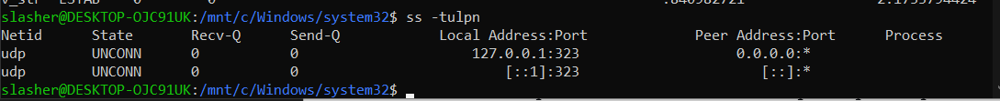 slasher@DESKTOP-OJC91UK:/mnt/c/Windows/system32$ ss -tulpn
Netid State Recv-Q Send-Q Local Address:Port Peer Address:Port Process
udp UNCONN 0 0 127.0.0.1:323 0.0.0.0:*
udp UNCONN 0 0 [::1]:323 [::]:*
slasher@DESKTOP-OJC91UK:/mnt/c/Windows/system32$